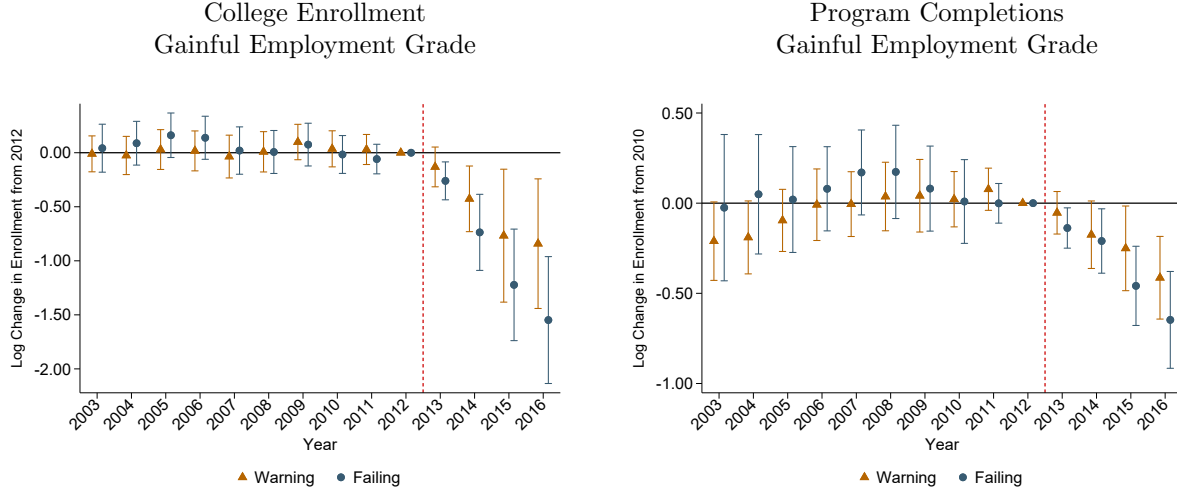 College Enrollment
Gainful Employment Grade
Log Change in Enrollment from 2012
0.00
-0.50
-1.00
-1.50
-2.00
2003 2004 2005 2006 2007 2008 2009 2010 2011 2012 2013 2014 2015 2016
Year
Warning Failing
Program Completions
Gainful Employment Grade
Log Change in Enrollment from 2010
0.50
0.00
-0.50
-1.00
2003 2004 2005 2006 2007 2008 2009 2010 2011 2012 2013 2014 2015 2016
Year
Warning Failing